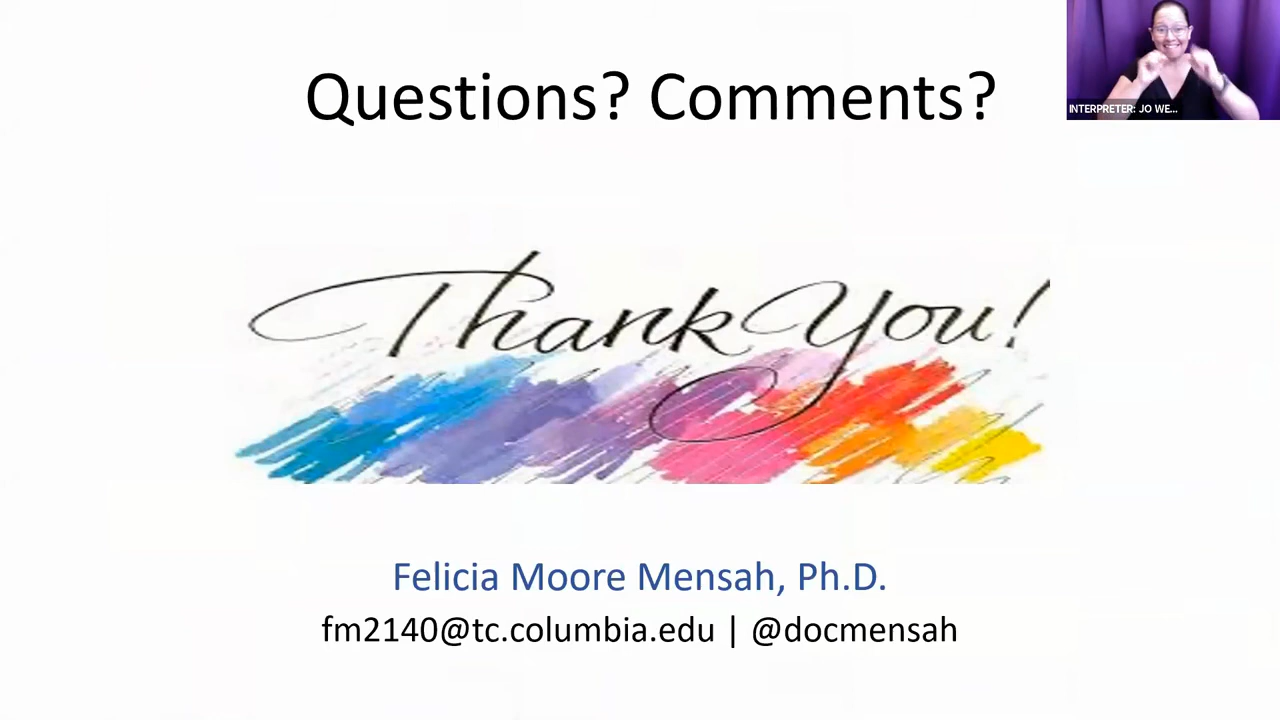 Questions? Comments?
INTERPRETER: JO WE...
Thank You!
Felicia Moore Mensah, Ph.D.
fm2140@tc.columbia.edu | @docmensah